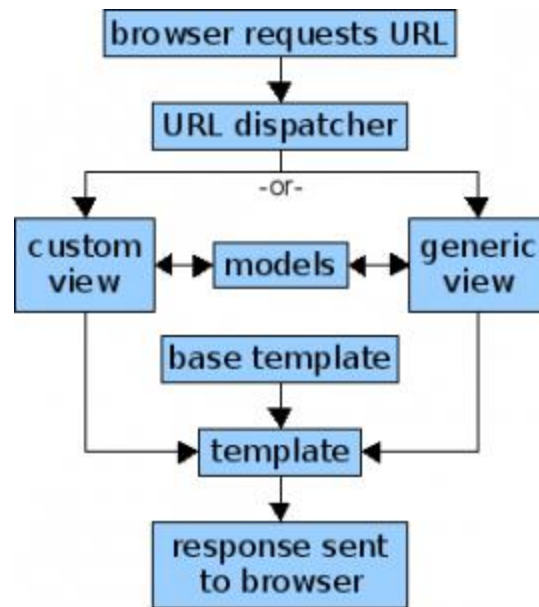 browser requests URL
URL dispatcher
-or-
custom
view
models
generic
view
base template
template
response sent
to browser